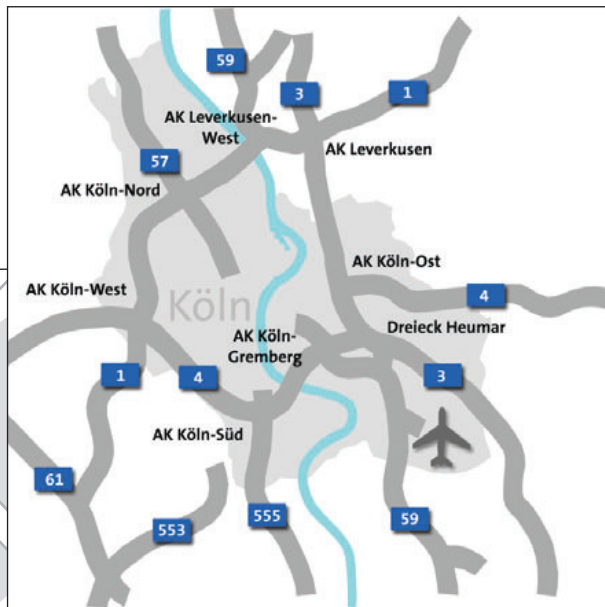 59
3
1
AK Leverkusen-
West
AK Leverkusen
57
AK Köln-Nord
AK Köln-Ost
AK Köln-West
Köln
4
AK Köln-
Gremberg
Dreieck Heumar
1
4
3
AK Köln-Süd
61
553
555
59